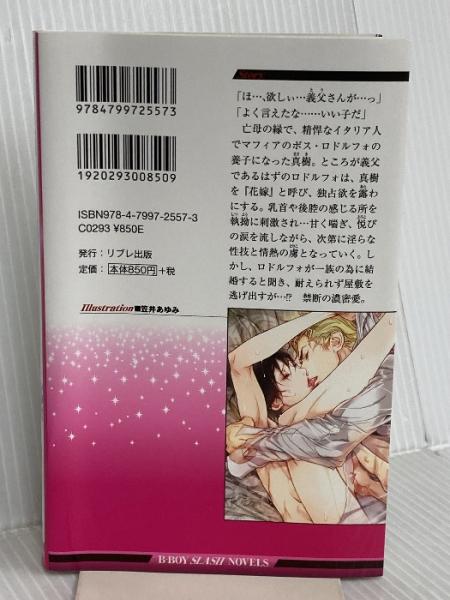 9784799725573
1920293008509
ISBN978-4-7997-2557-3
C0293 ¥850E
発行：リブレ出版
定価：本体850円+税
Illustration■笠井あゆみ
Story
「ほ…、欲しぃ…義父さんが…っ」
「よく言えたな……いい子だ」
亡母の縁で、精悍なイタリア人
でマフィアのボス・ロドルフォの
養子になった真樹。ところが義父
であるはずのロドルフォは、真樹
を『花嫁』と呼び、独占欲を露わ
にする。乳首や後腔の感じる所を
執拗に刺激され…甘く喘ぎ、悦び
の涙を流しながら、次第に淫らな
性技と情熱の虜となっていく。し
かし、ロドルフォが一族の為に結
婚すると聞き、耐えられず屋敷を
逃げ出すが…!?　禁断の濃密愛。
B-BOY SLASH NOVELS